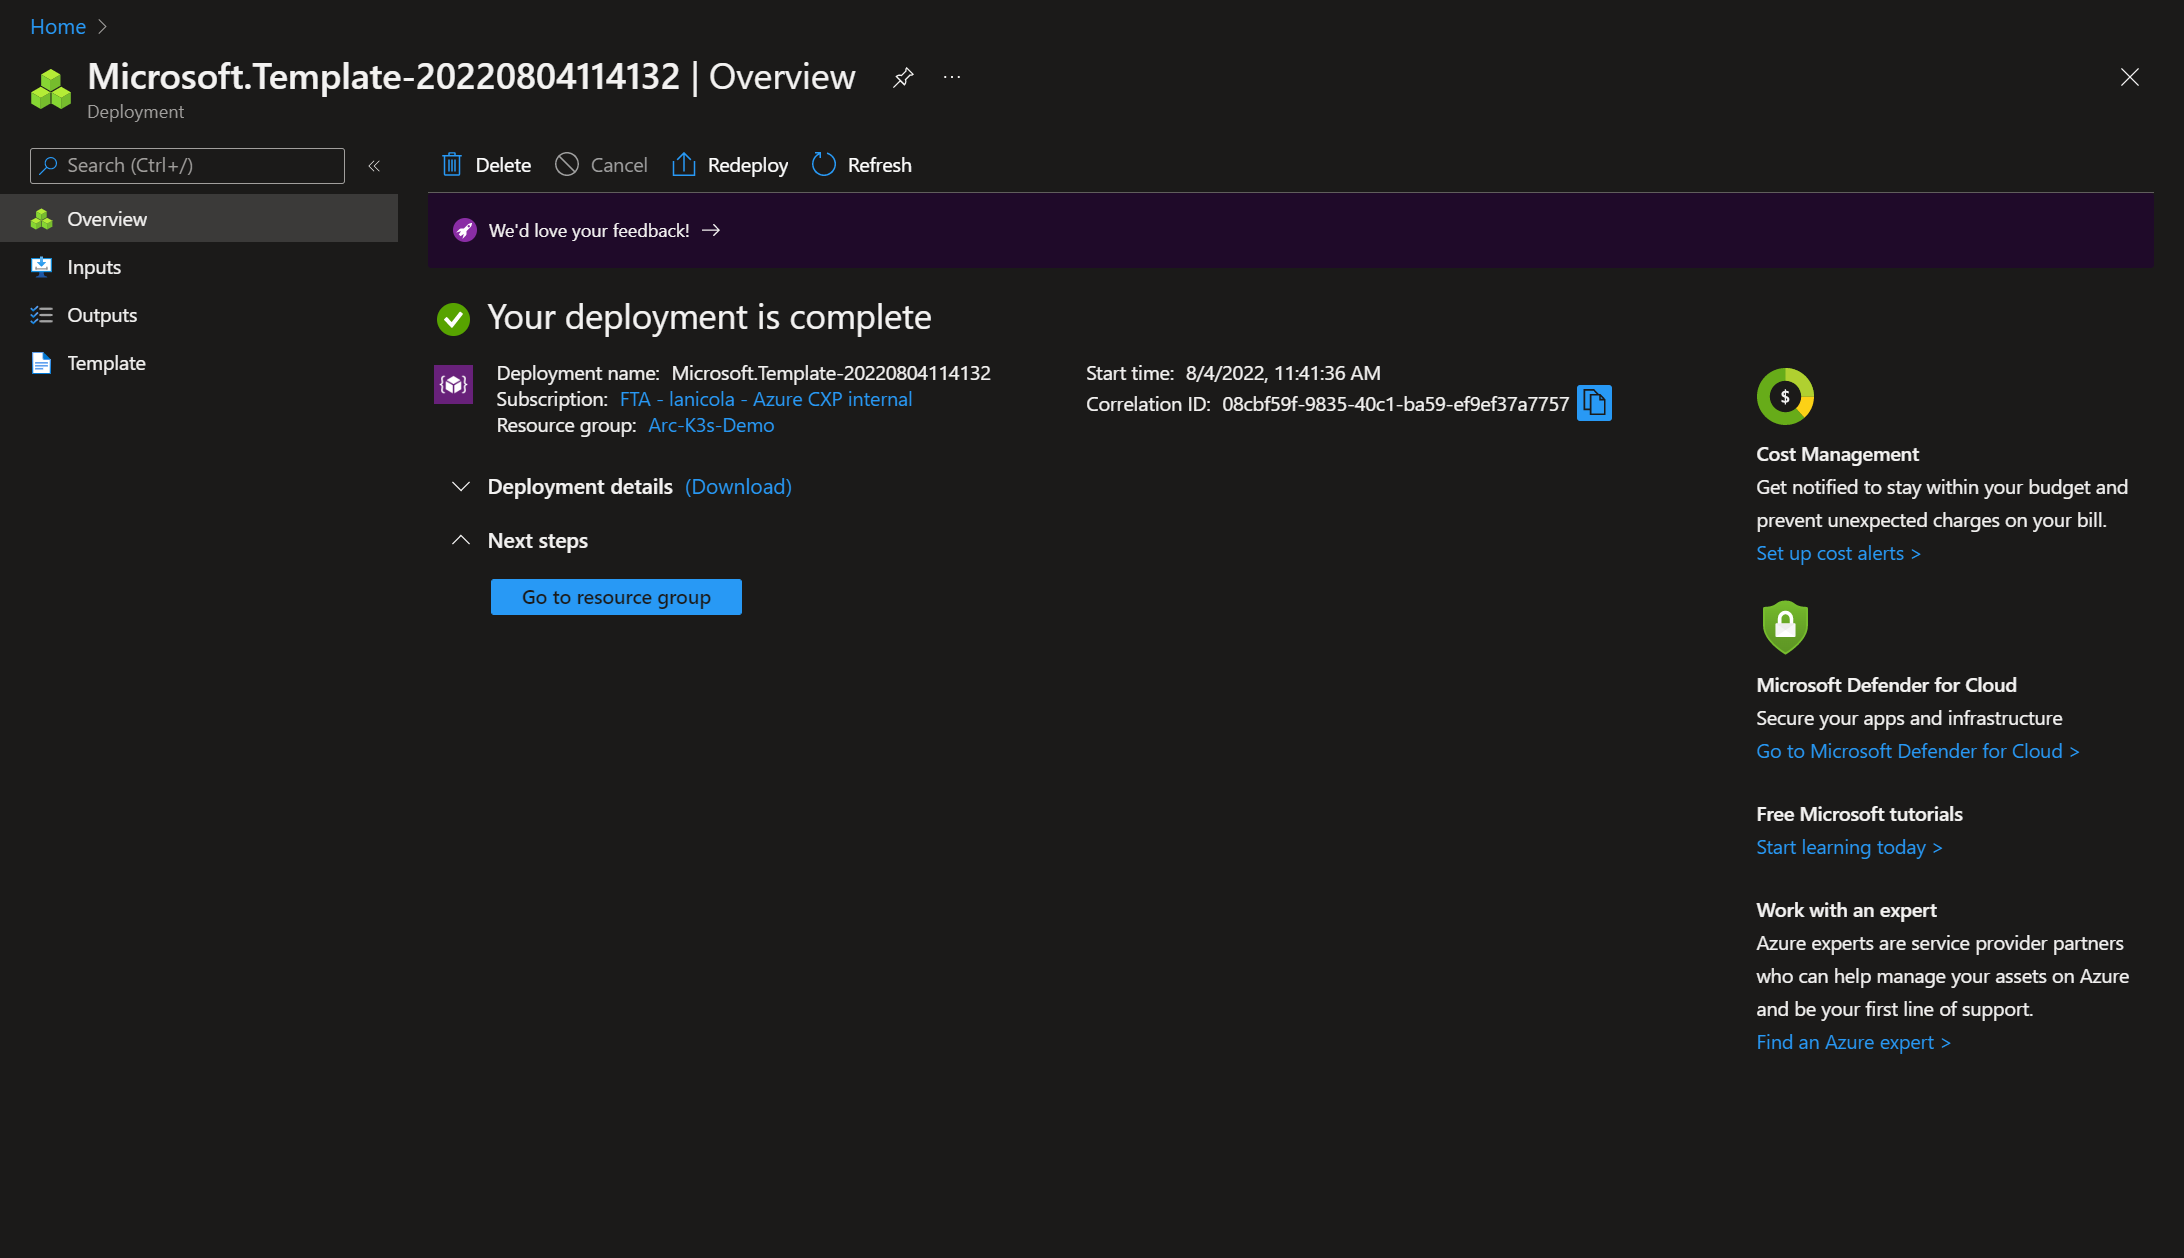 Home
Microsoft.Template-20220804114132 | Overview
Deployment
Search (Ctrl+/)
Overview
Inputs
Outputs
Template
Delete Cancel Redeploy Refresh
We'd love your feedback! →
Your deployment is complete
Deployment name: Microsoft.Template-20220804114132
Subscription: FTA - lanicola - Azure CXP internal
Resource group: Arc-K3s-Demo
Start time: 8/4/2022, 11:41:36 AM
Correlation ID: 08cbf59f-9835-40c1-ba59-ef9ef37a7757
Deployment details (Download)
Next steps
Go to resource group
Cost Management
Get notified to stay within your budget and
prevent unexpected charges on your bill.
Set up cost alerts >
Microsoft Defender for Cloud
Secure your apps and infrastructure
Go to Microsoft Defender for Cloud >
Free Microsoft tutorials
Start learning today >
Work with an expert
Azure experts are service provider partners
who can help manage your assets on Azure
and be your first line of support.
Find an Azure expert >